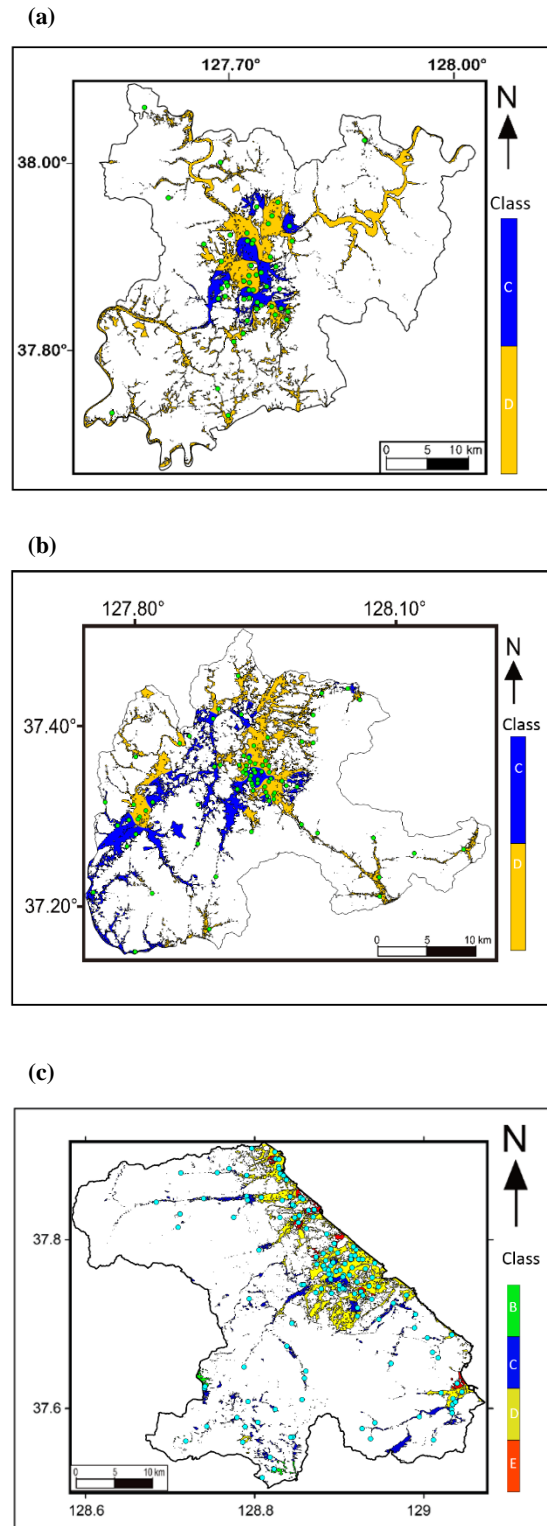 (a)
127.70° 128.00°
N
38.00°
Class
C
37.80°
D
0 5 10 km
(b)
127.80° 128.10°
N
37.40°
Class
C
D
37.20°
0 5 10 km
(c)
N
37.8
Class
B
C
37.6
D
E
0 5 10 km
128.6 128.8 129